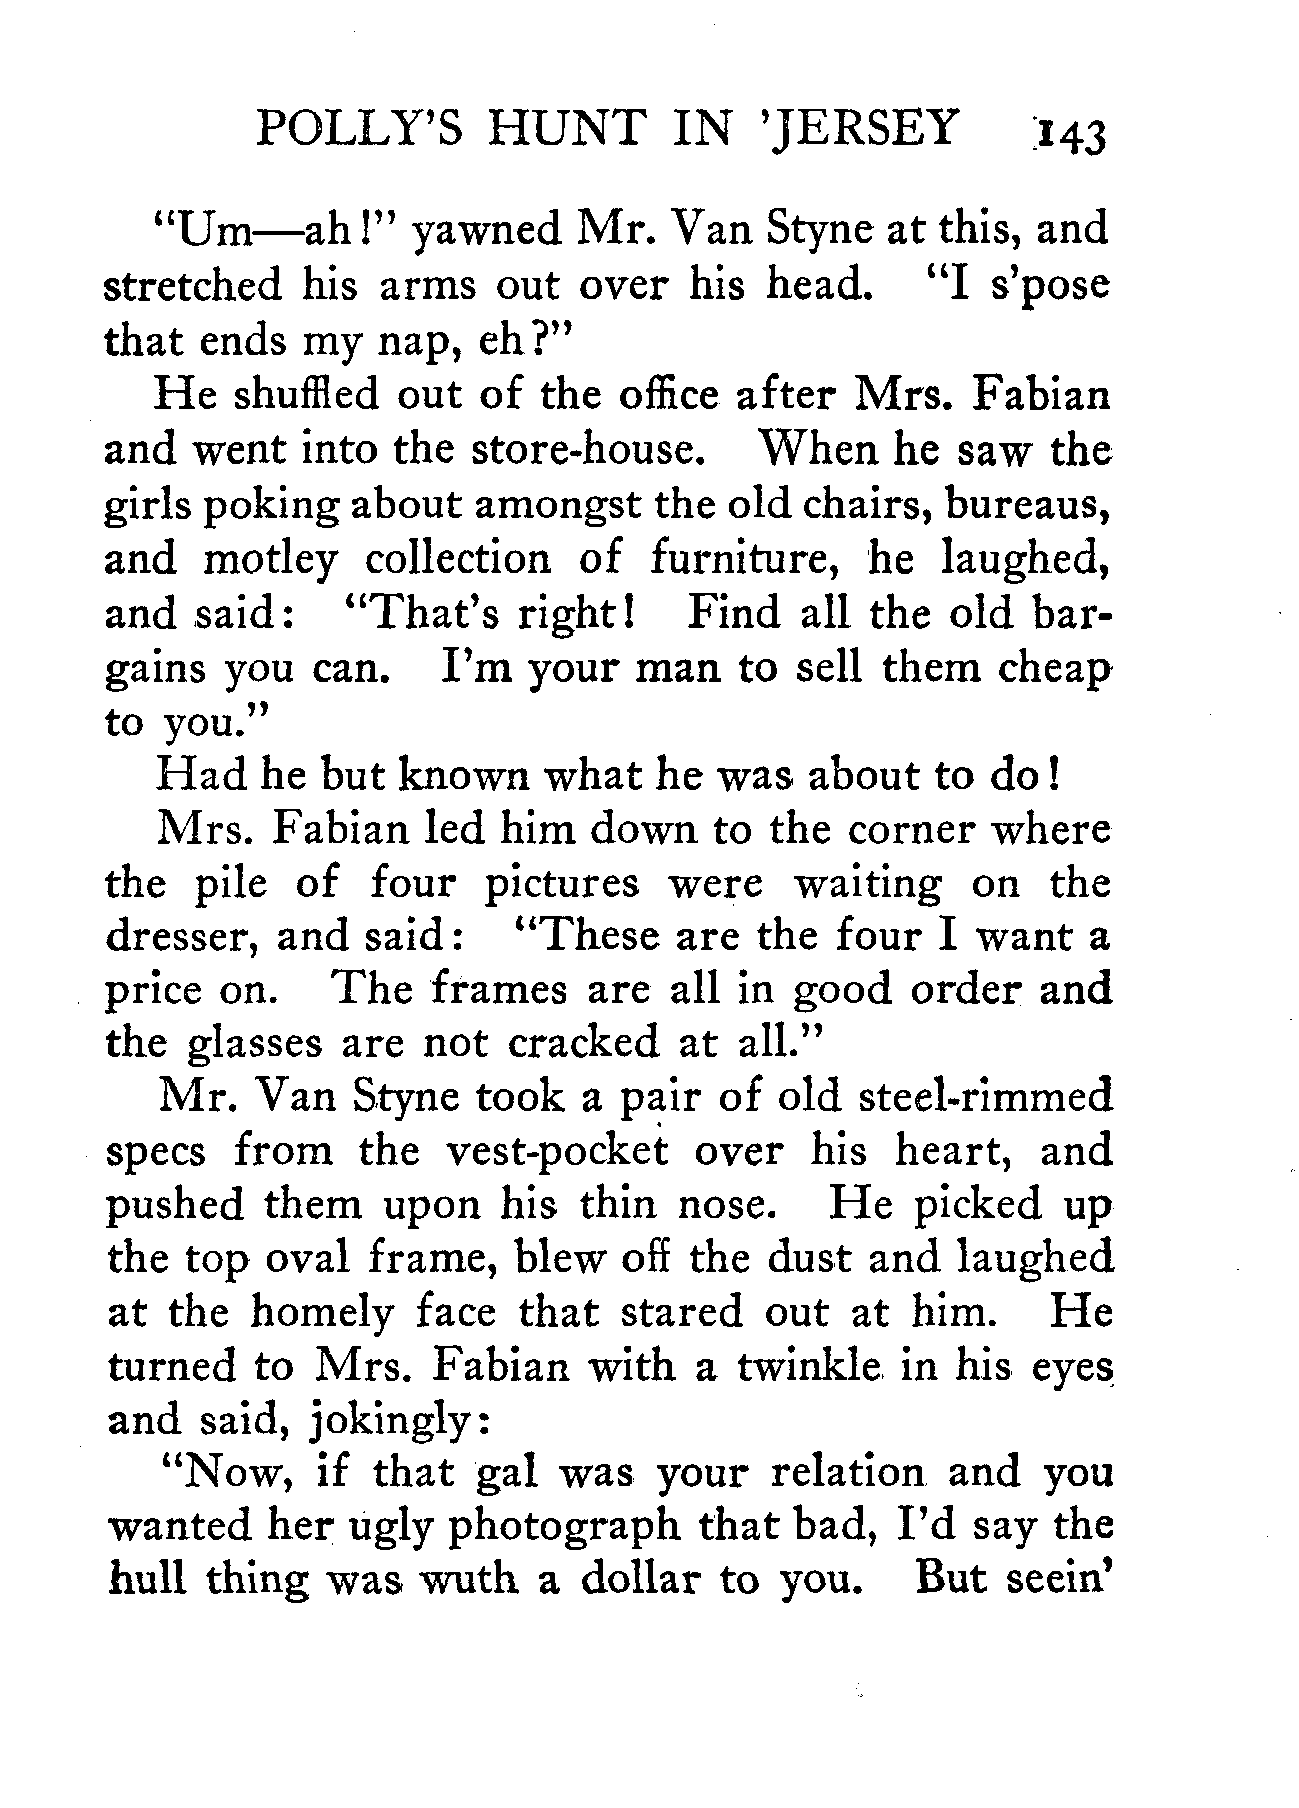 POLLY'S HUNT IN 'JERSEY 143
"Um—ah!" yawned Mr. Van Styne at this, and
stretched his arms out over his head. "I s'pose
that ends my nap, eh?"
He shuffled out of the office after Mrs. Fabian
and went into the store-house. When he saw the
girls poking about amongst the old chairs, bureaus,
and motley collection of furniture, he laughed,
and said: "That's right! Find all the old bar-
gains you can. I'm your man to sell them cheap
to you."
Had he but known what he was about to do!
Mrs. Fabian led him down to the corner where
the pile of four pictures were waiting on the
dresser, and said: "These are the four I want a
price on. The frames are all in good order and
the glasses are not cracked at all."
Mr. Van Styne took a pair of old steel-rimmed
specs from the vest-pocket over his heart, and
pushed them upon his thin nose. He picked up
the top oval frame, blew off the dust and laughed
at the homely face that stared out at him. He
turned to Mrs. Fabian with a twinkle in his eyes
and said, jokingly:
"Now, if that gal was your relation and you
wanted her ugly photograph that bad, I'd say the
hull thing was wuth a dollar to you. But seein'